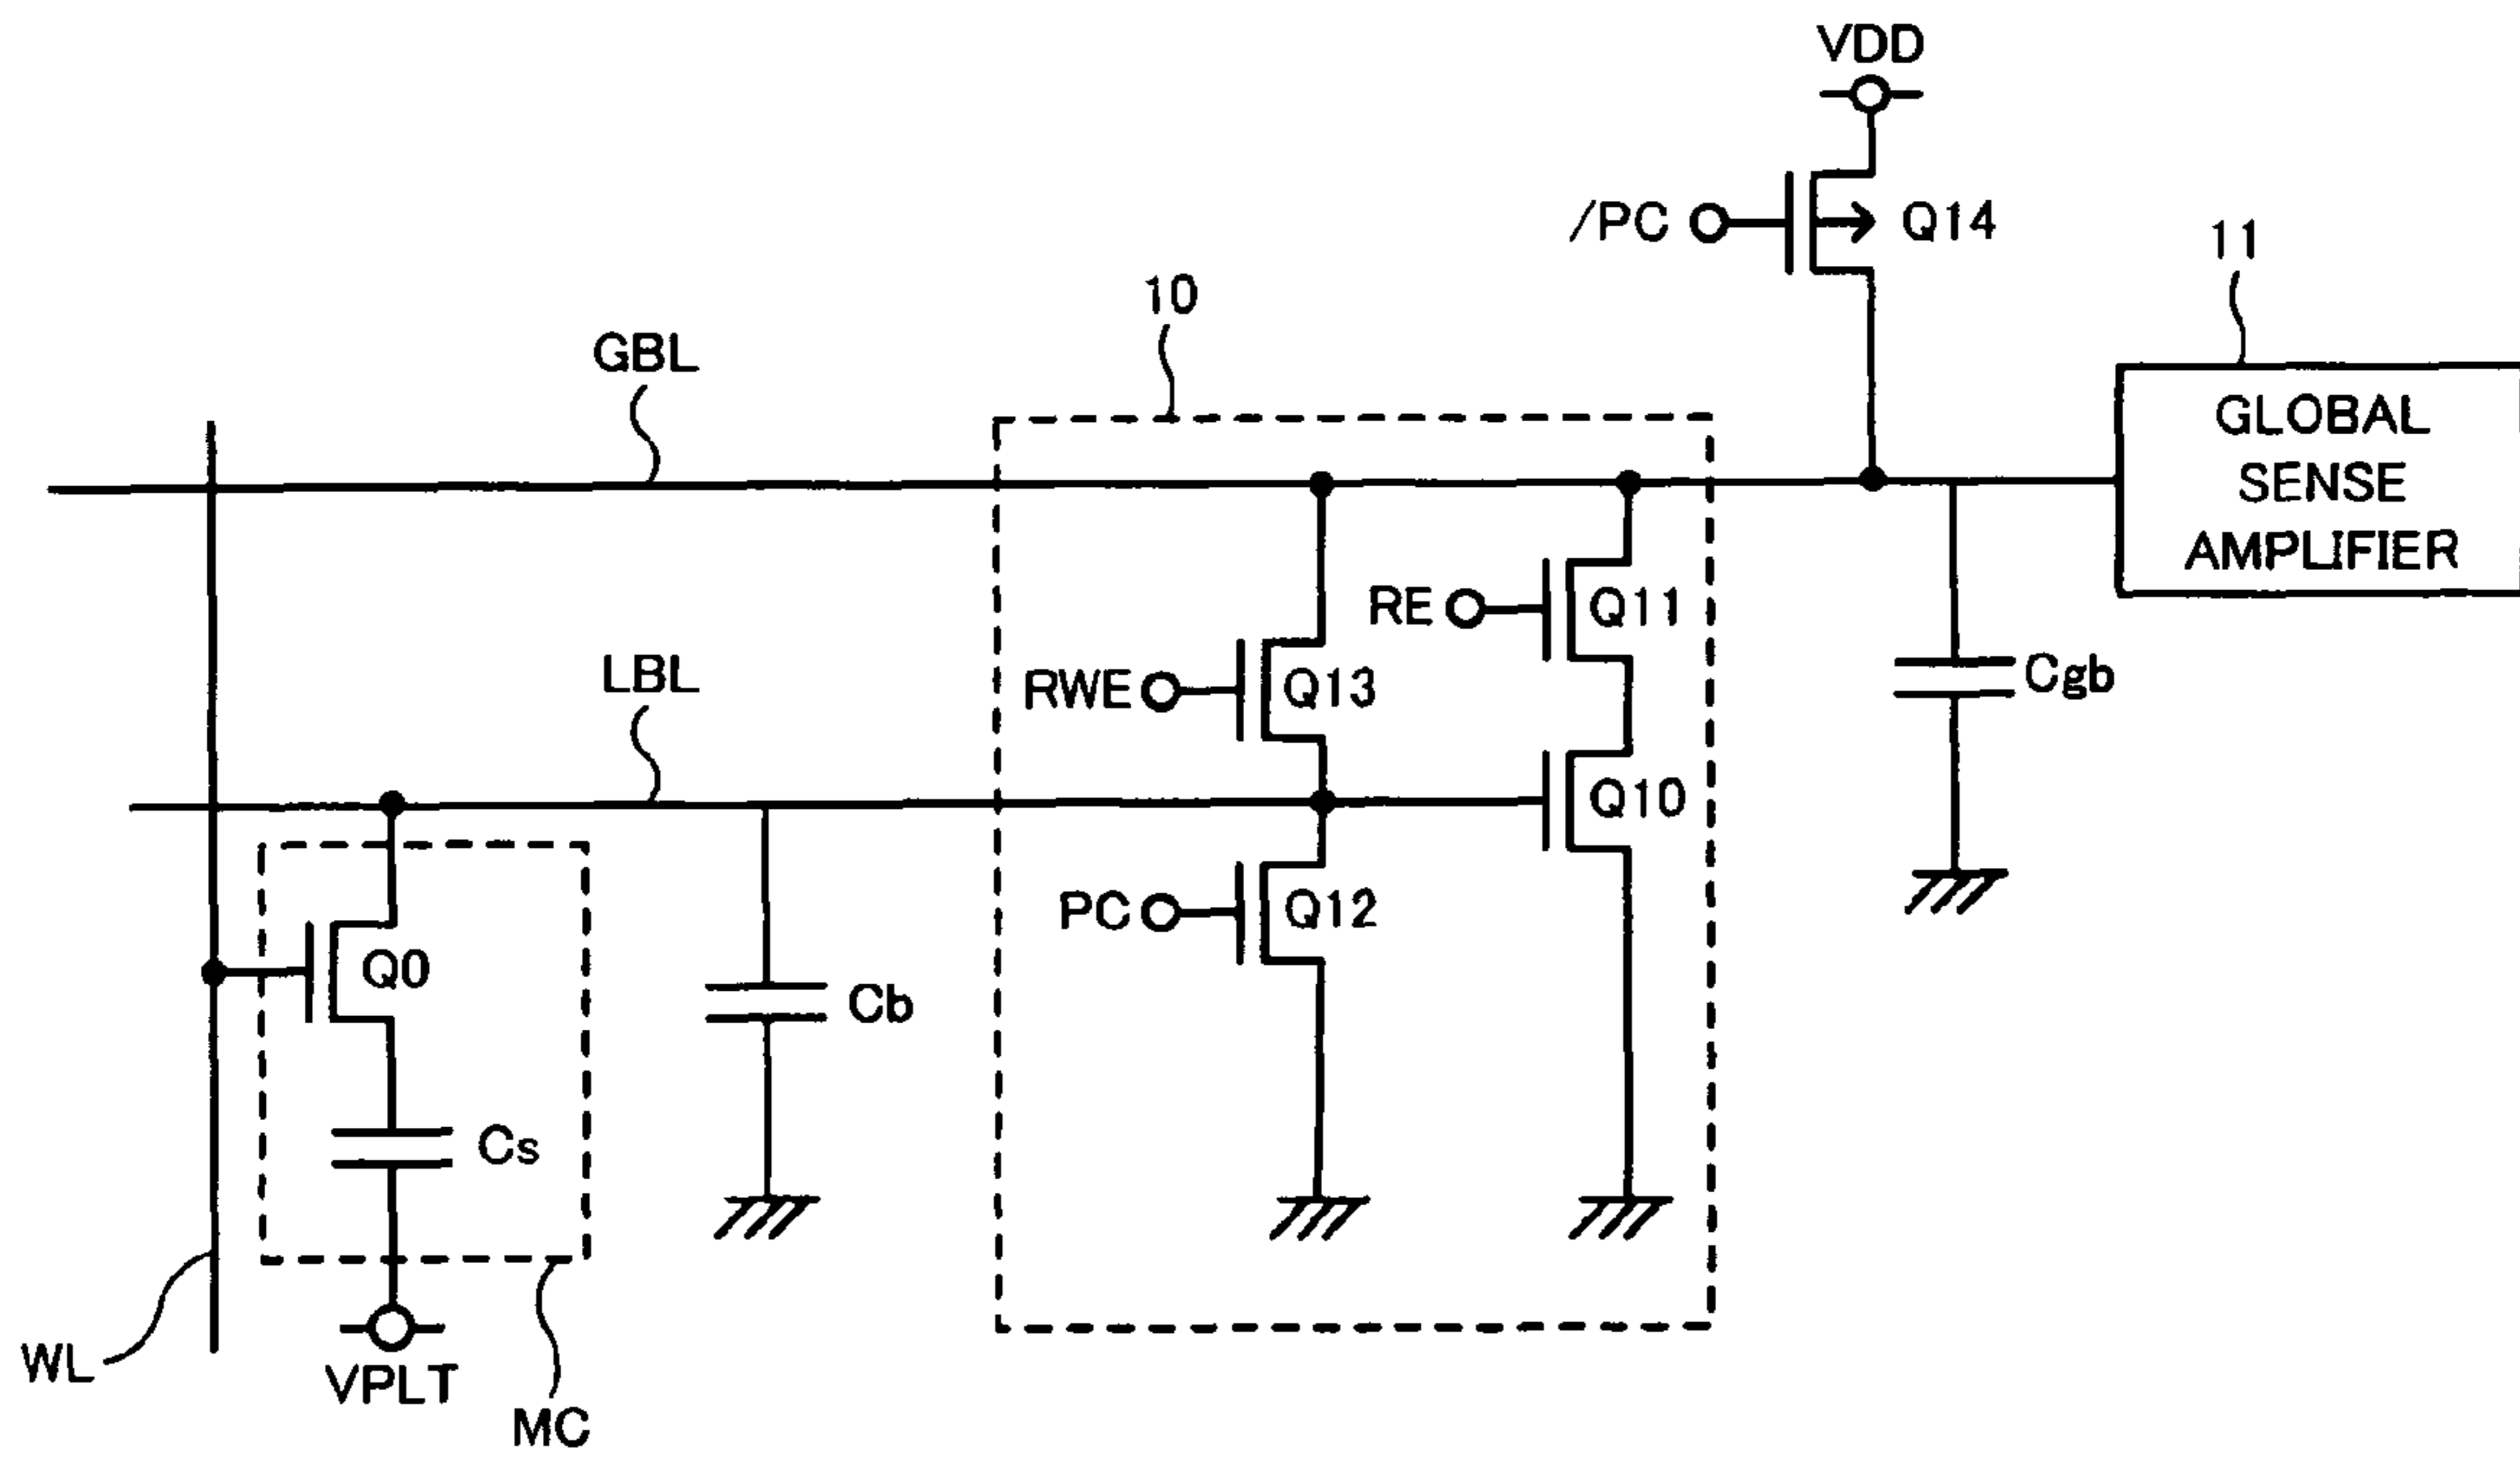 VDD
/PC
Q14
11
10
GBL
GLOBAL
SENSE
AMPLIFIER
RE
Q11
LBL
RWE
Q13
Cgb
Q10
PC
Q12
Q0
Cb
Cs
WL
VPLT
MC